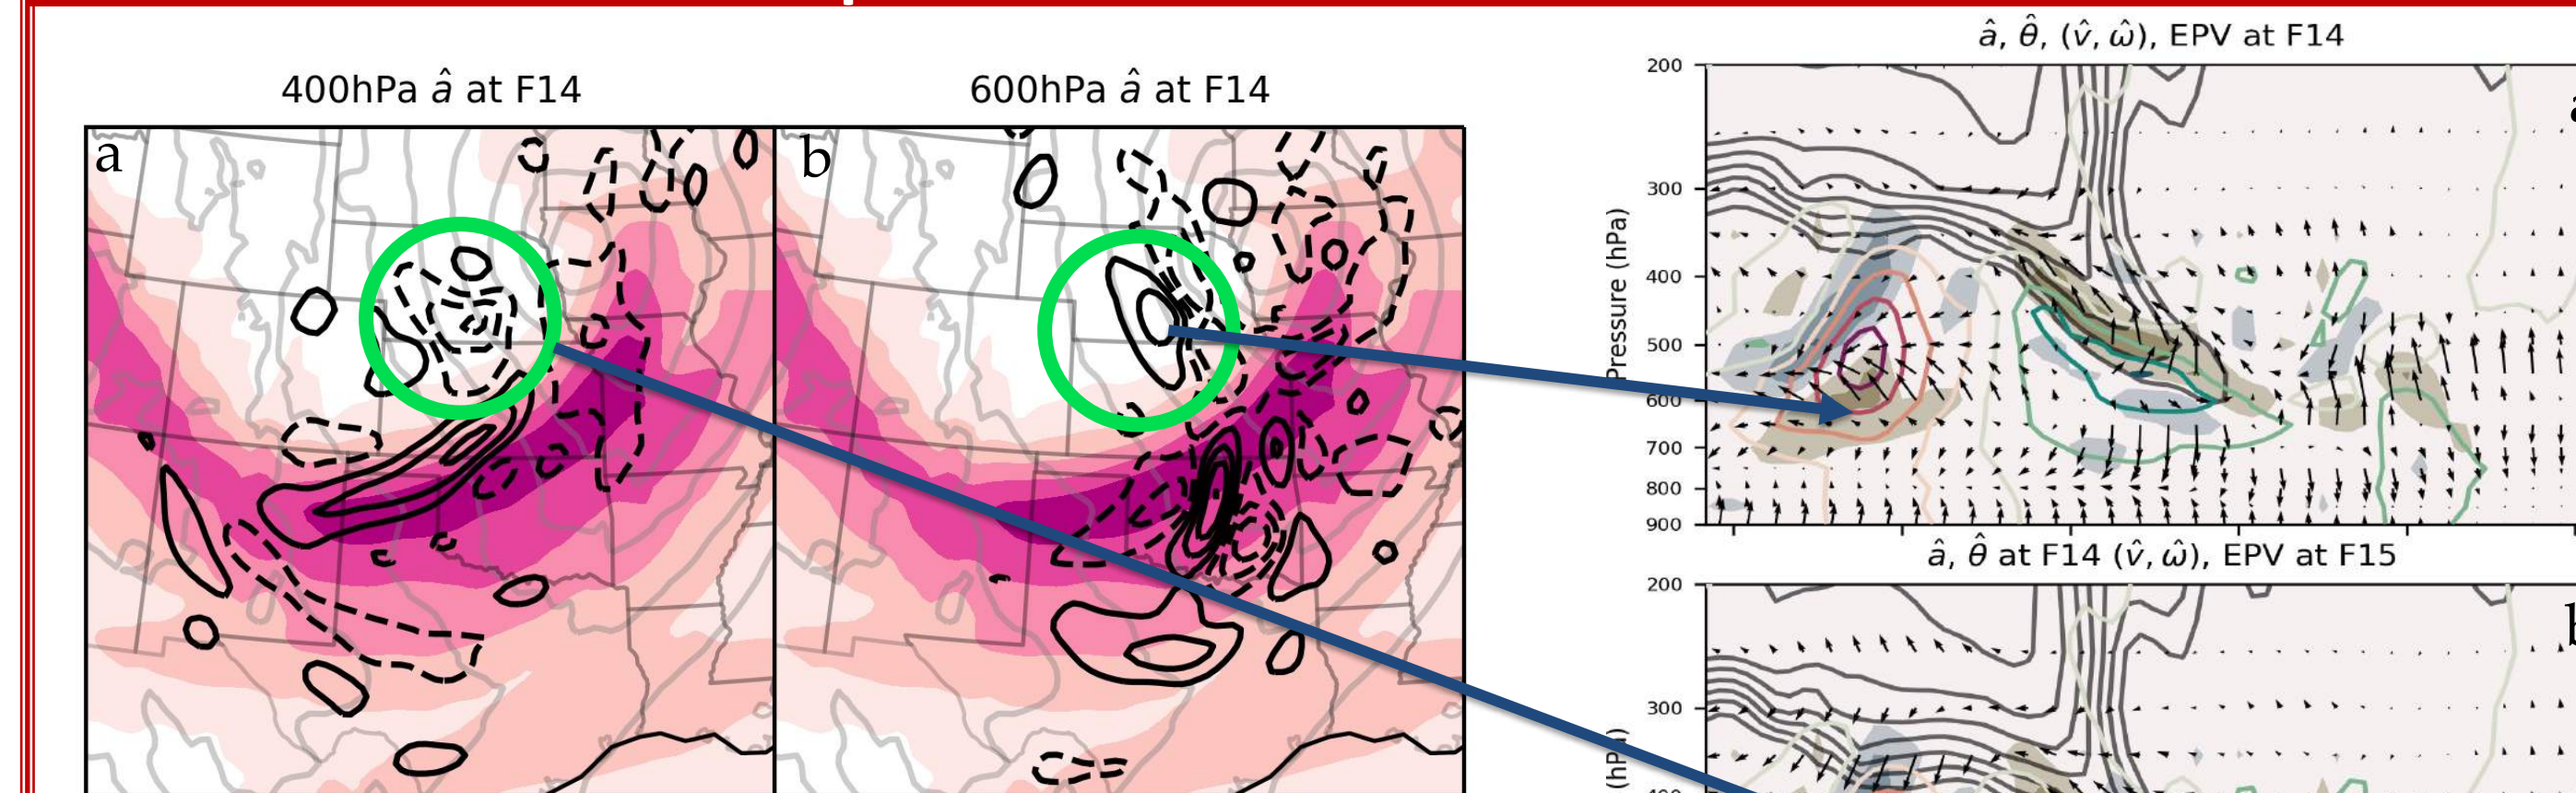 400hPa â at F14
600hPa â at F14
a
b
â, θ̂, (v̂, ω̂), EPV at F14
200
300
400
500
600
700
800
900
Pressure (hPa)
a
â, θ̂ at F14 (v̂, ω̂), EPV at F15
200
300
(hPa)
b